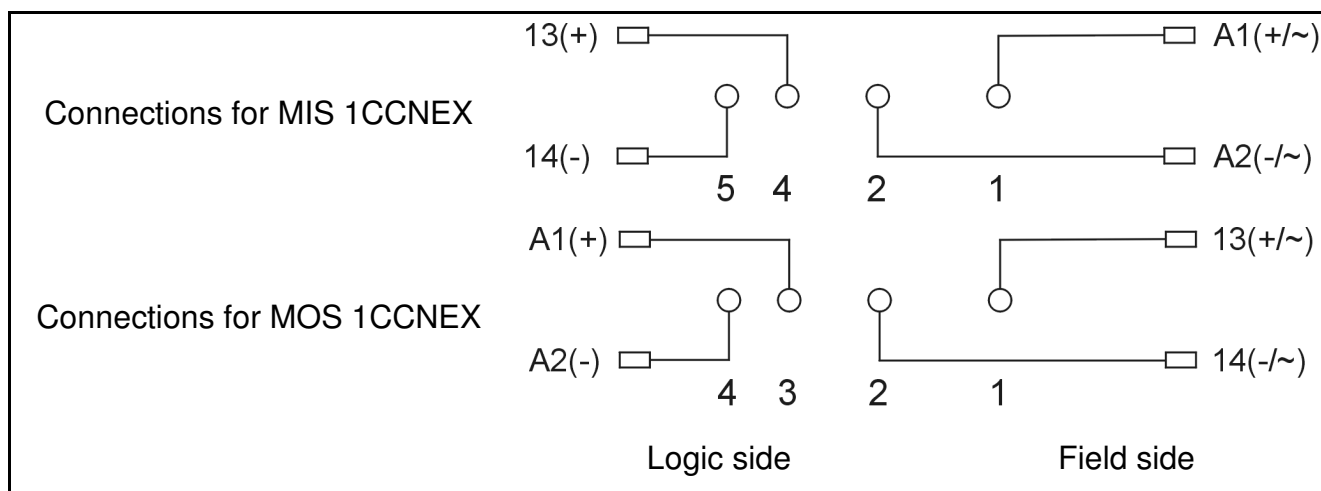 13(+) A1(+/~)
Connections for MIS 1CCNEX
14(-) A2(-/~)
5 4 2 1
A1(+) 13(+/~)
Connections for MOS 1CCNEX
A2(-) 14(-/~)
4 3 2 1
Logic side Field side